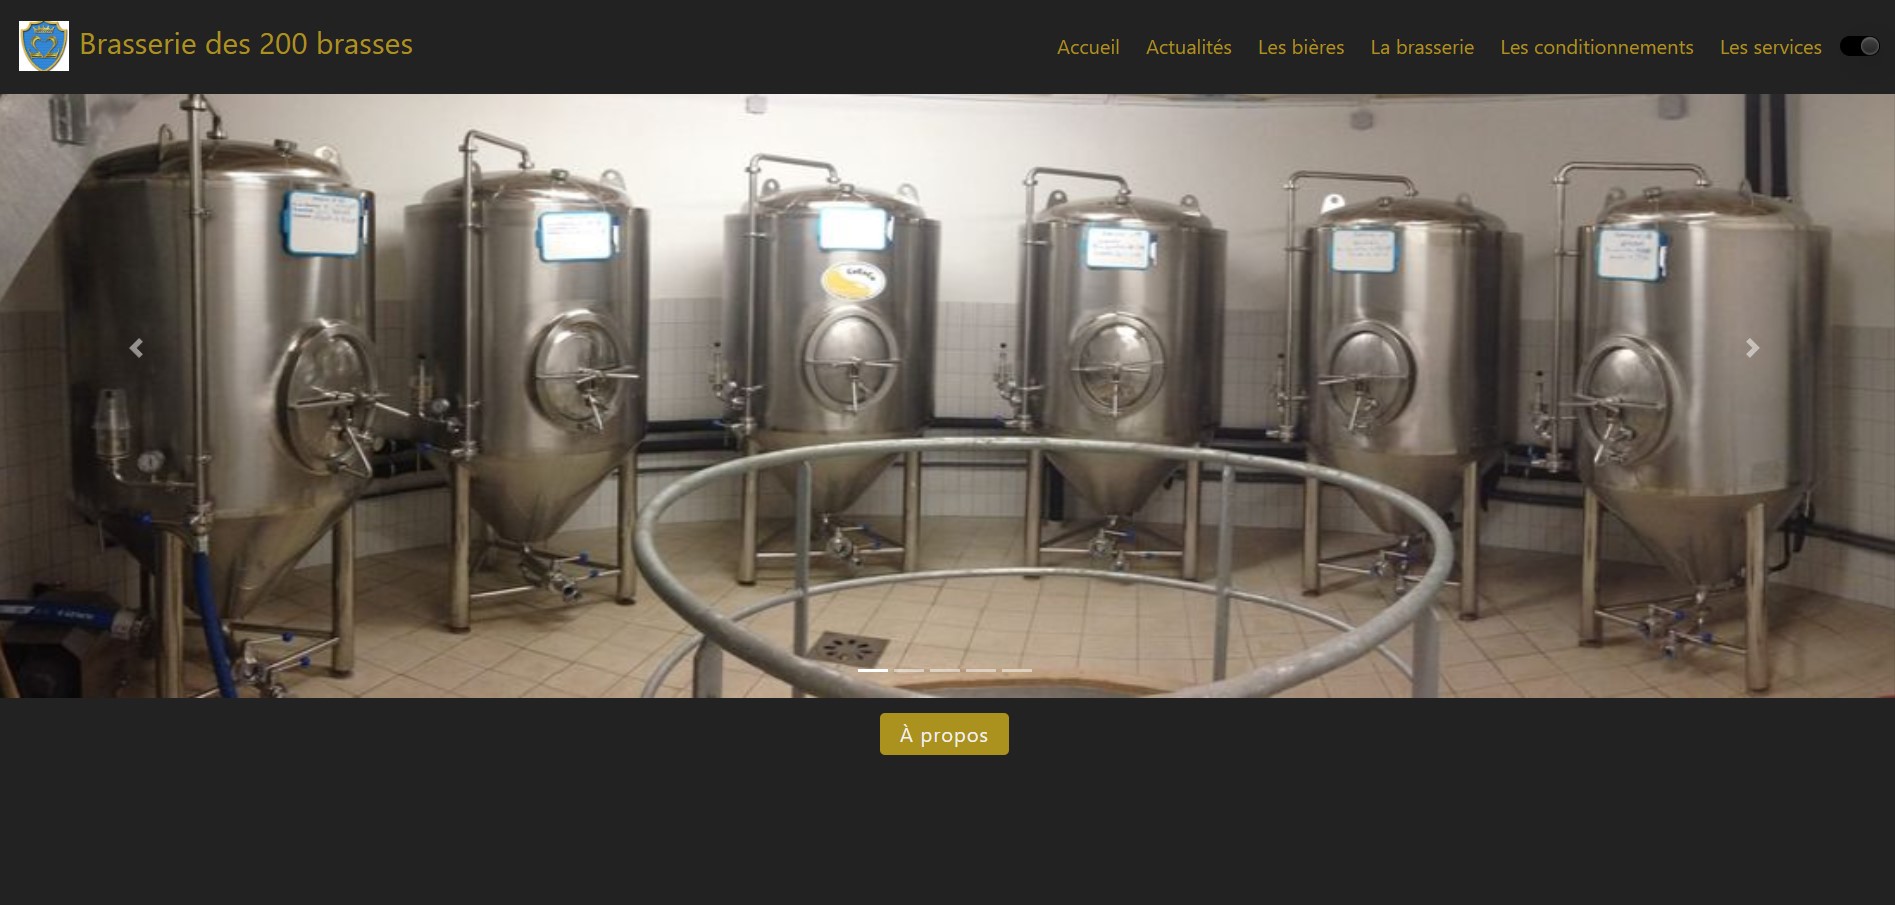 Brasserie des 200 brasses
Accueil
Actualités
Les bières
La brasserie
Les conditionnements
Les services
À propos